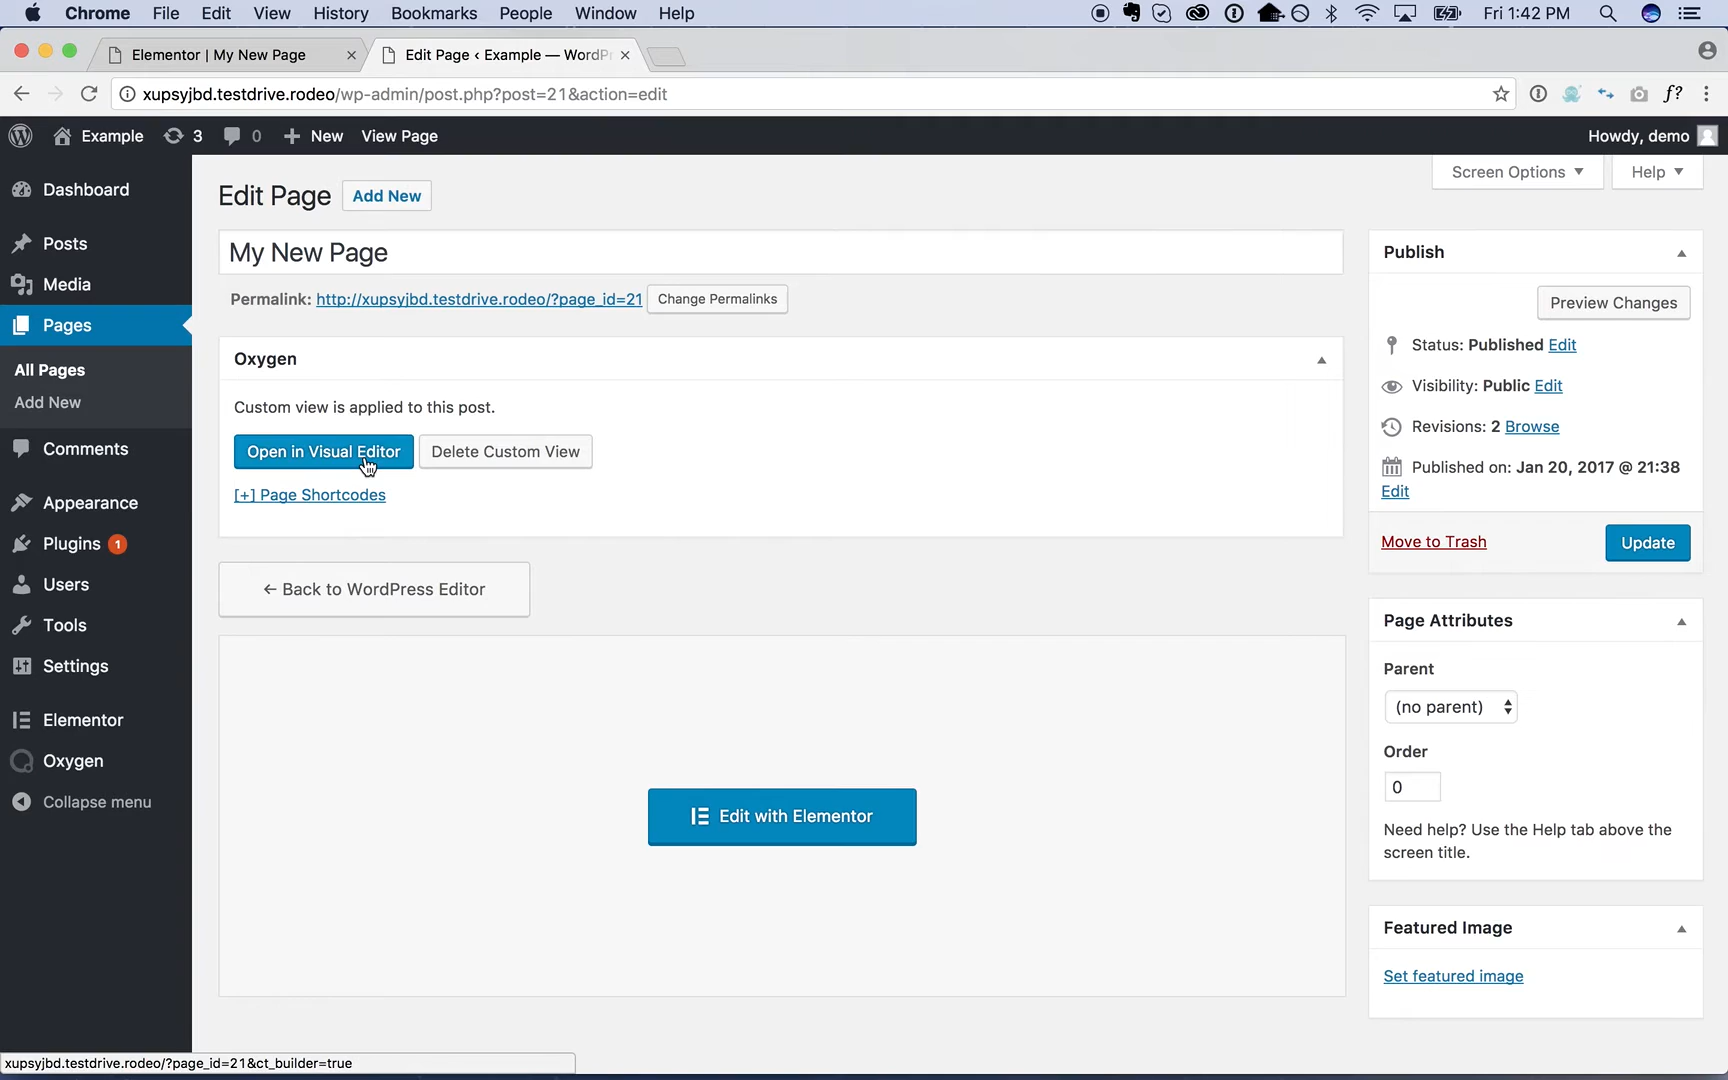 Chrome File Edit View History Bookmarks People Window Help Fri 1:42 PM
Elementor | My New Page Edit Page ‹ Example — WordPr
xupsyjbd.testdrive.rodeo/wp-admin/post.php?post=21&action=edit f?
Example 3 0 + New View Page Howdy, demo
Screen Options Help
Dashboard
Posts
Media
Pages
All Pages
Add New
Comments
Appearance
Plugins 1
Users
Tools
Settings
Elementor
Oxygen
Collapse menu
Edit Page Add New
My New Page
Permalink: http://xupsyjbd.testdrive.rodeo/?page_id=21 Change Permalinks
Oxygen
Custom view is applied to this post.
Open in Visual Editor Delete Custom View
[+] Page Shortcodes
← Back to WordPress Editor
Edit with Elementor
Publish
Preview Changes
Status: Published Edit
Visibility: Public Edit
Revisions: 2 Browse
Published on: Jan 20, 2017 @ 21:38
Edit
Move to Trash Update
Page Attributes
Parent
(no parent)
Order
0
Need help? Use the Help tab above the
screen title.
Featured Image
Set featured image
xupsyjbd.testdrive.rodeo/?page_id=21&ct_builder=true